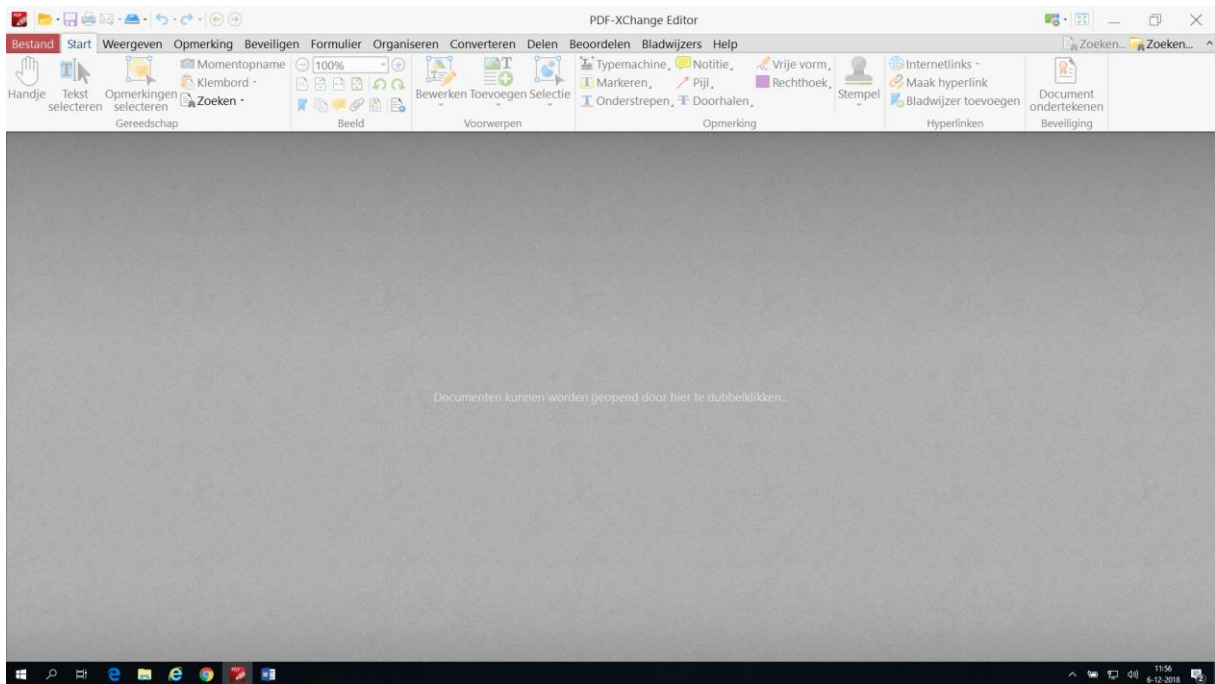 PDF-XChange Editor
Bestand Start Weergeven Opmerking Beveiligen Formulier Organiseren Converteren Delen Beoordelen Bladwijzers Help Zoeken... Zoeken...
Handje
Tekst selecteren
Opmerkingen selecteren
Momentopname
Klembord
Zoeken
Gereedschap
100%
Beeld
Bewerken Toevoegen Selectie
Voorwerpen
Typemachine Notitie Vrije vorm
Markeren Pijl Rechthoek
Onderstrepen Doorhalen
Stempel
Opmerking
Internetlinks
Maak hyperlink
Bladwijzer toevoegen
Hyperlinken
Document ondertekenen
Beveiliging
Documenten kunnen worden geopend door hier te dubbelklikken...
11:56
6-12-2018